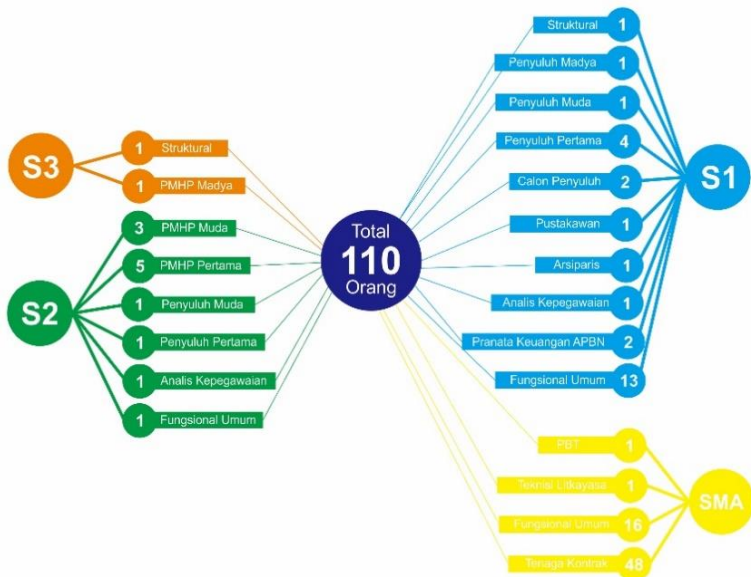 S3
1 Struktural
1 PMHP Madya
S2
3 PMHP Muda
5 PMHP Pertama
1 Penyuluh Muda
1 Penyuluh Pertama
1 Analis Kepegawaian
1 Fungsional Umum
Total
110
Orang
Struktural 1
Penyuluh Madya 1
Penyuluh Muda 1
Penyuluh Pertama 4
Calon Penyuluh 2
Pustakawan 1
Arsiparis 1
Analis Kepegawaian 1
Pranata Keuangan APBN 2
Fungsional Umum 13
S1
PBT 1
Teknisi Litkayasa 1
Fungsional Umum 16
Tenaga Kontrak 48
SMA